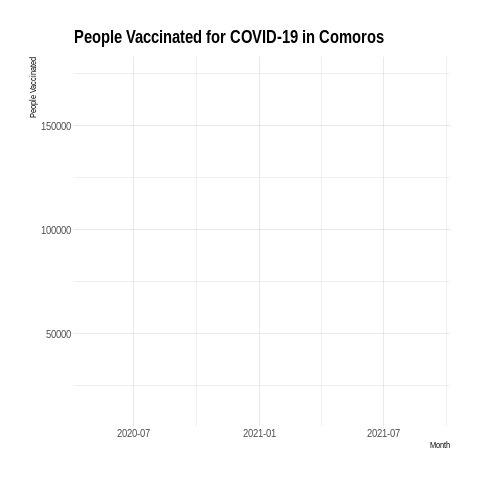 People Vaccinated for COVID-19 in Comoros
People Vaccinated
150000
100000
50000
2020-07
2021-01
2021-07
Month